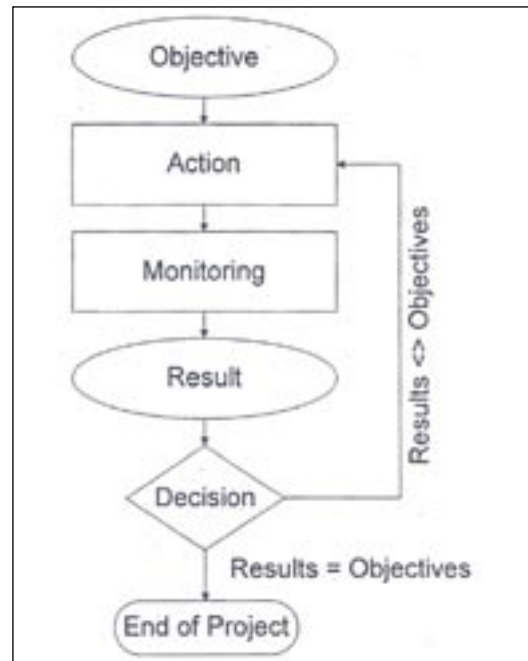 Objective
Action
Monitoring
Result
Decision
Results <> Objectives
Results = Objectives
End of Project